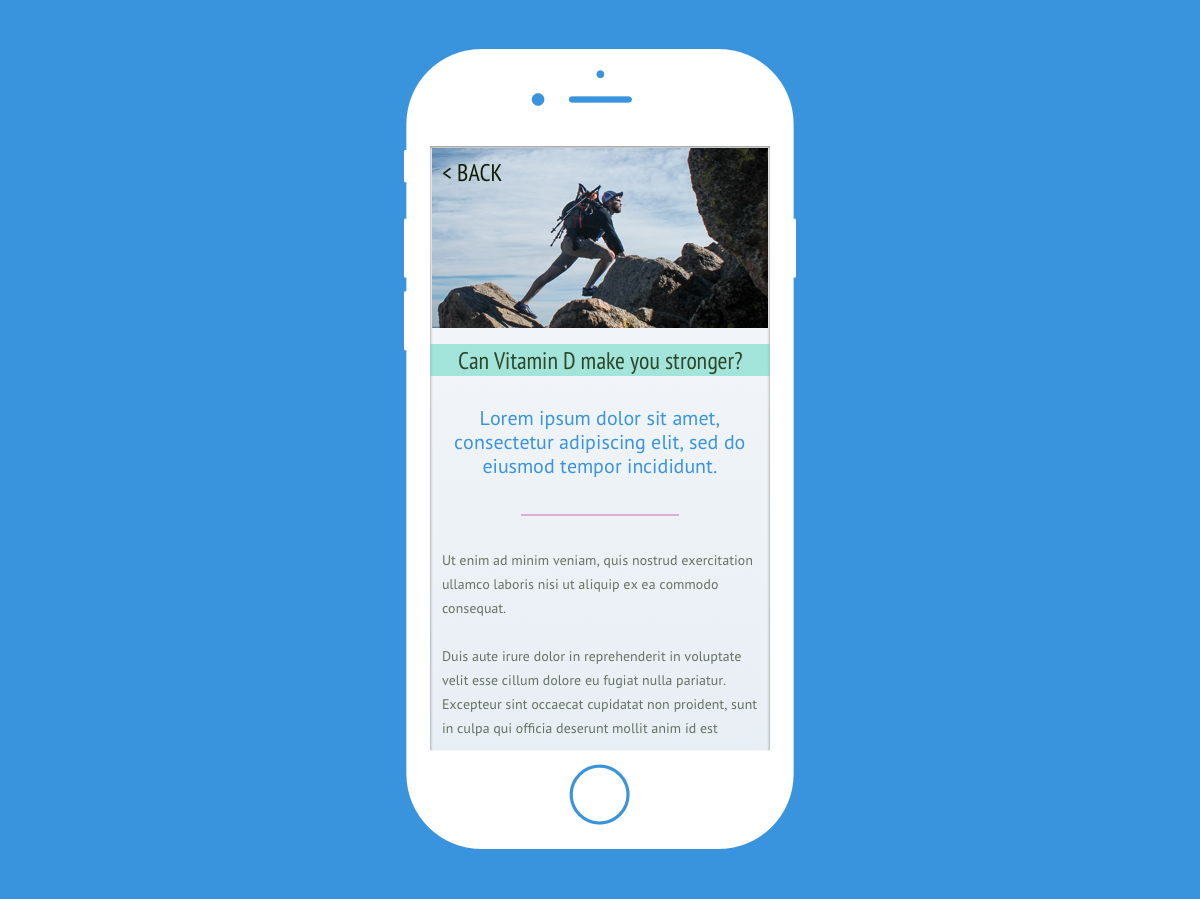 < BACK
Can Vitamin D make you stronger?
Lorem ipsum dolor sit amet,
consectetur adipiscing elit, sed do
eiusmod tempor incididunt.
Ut enim ad minim veniam, quis nostrud exercitation
ullamco laboris nisi ut aliquip ex ea commodo
consequat.
Duis aute irure dolor in reprehenderit in voluptate
velit esse cillum dolore eu fugiat nulla pariatur.
Excepteur sint occaecat cupidatat non proident, sunt
in culpa qui officia deserunt mollit anim id est